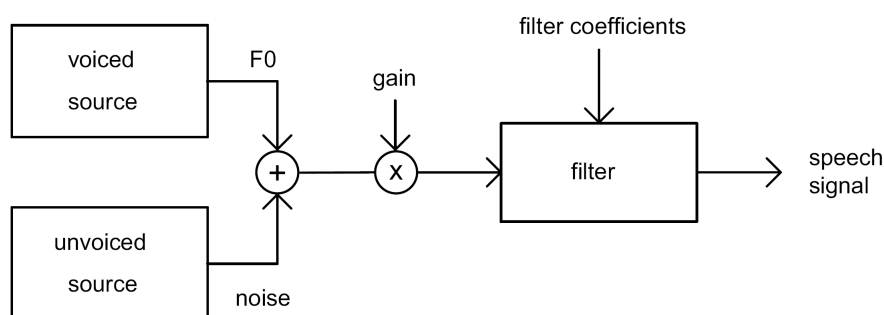 voiced
source
F0
gain
filter coefficients
+
x
filter
speech
signal
unvoiced
source
noise